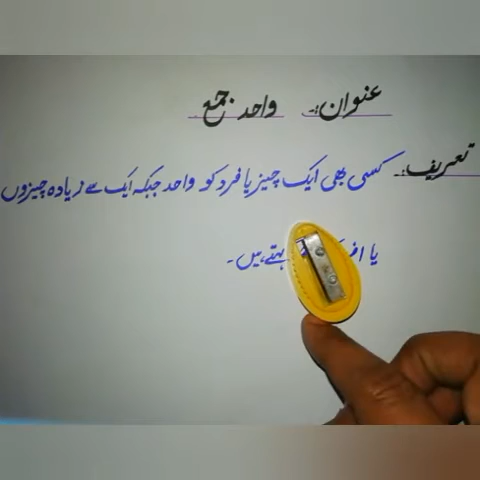 عنوان:۔ واحد جمع
تعریف:۔ کسی بھی ایک چیز یا فرد کو واحد جبکہ ایک سے زیادہ چیزوں
یا کہتے ہیں۔